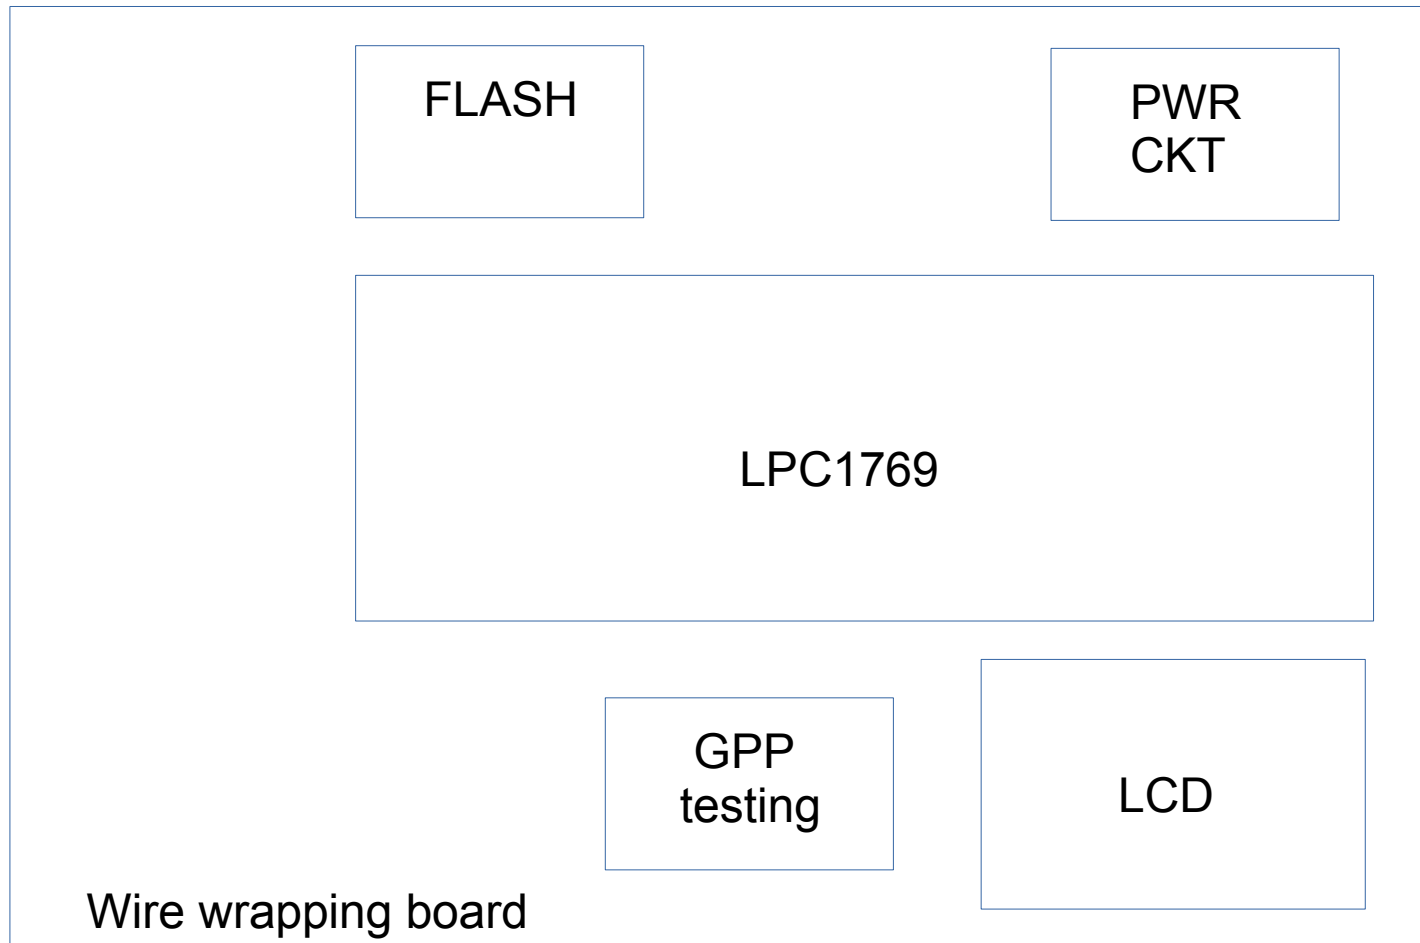 FLASH
PWR
CKT
LPC1769
GPP
testing
LCD
Wire wrapping board